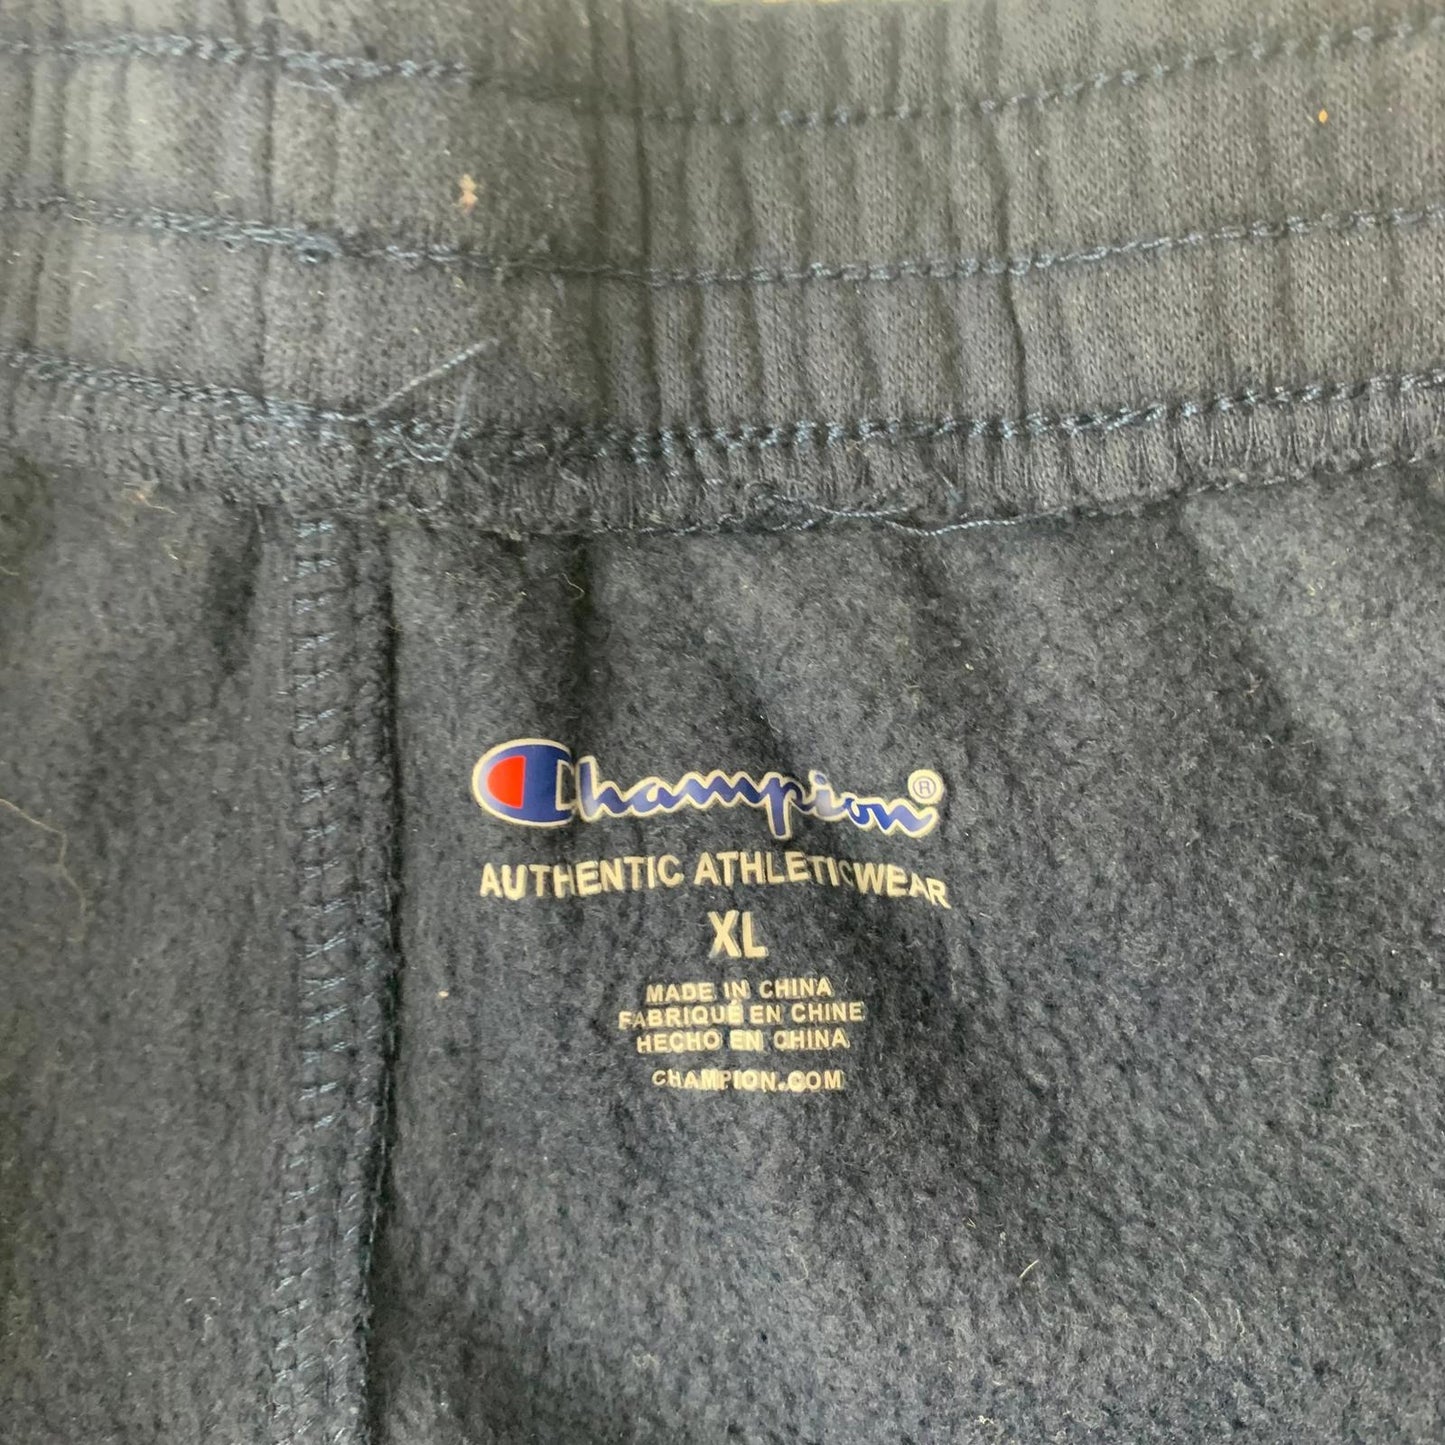 Champion®
AUTHENTIC ATHLETICWEAR
XL
MADE IN CHINA
FABRIQUÉ EN CHINE
HECHO EN CHINA
CHAMPION.COM